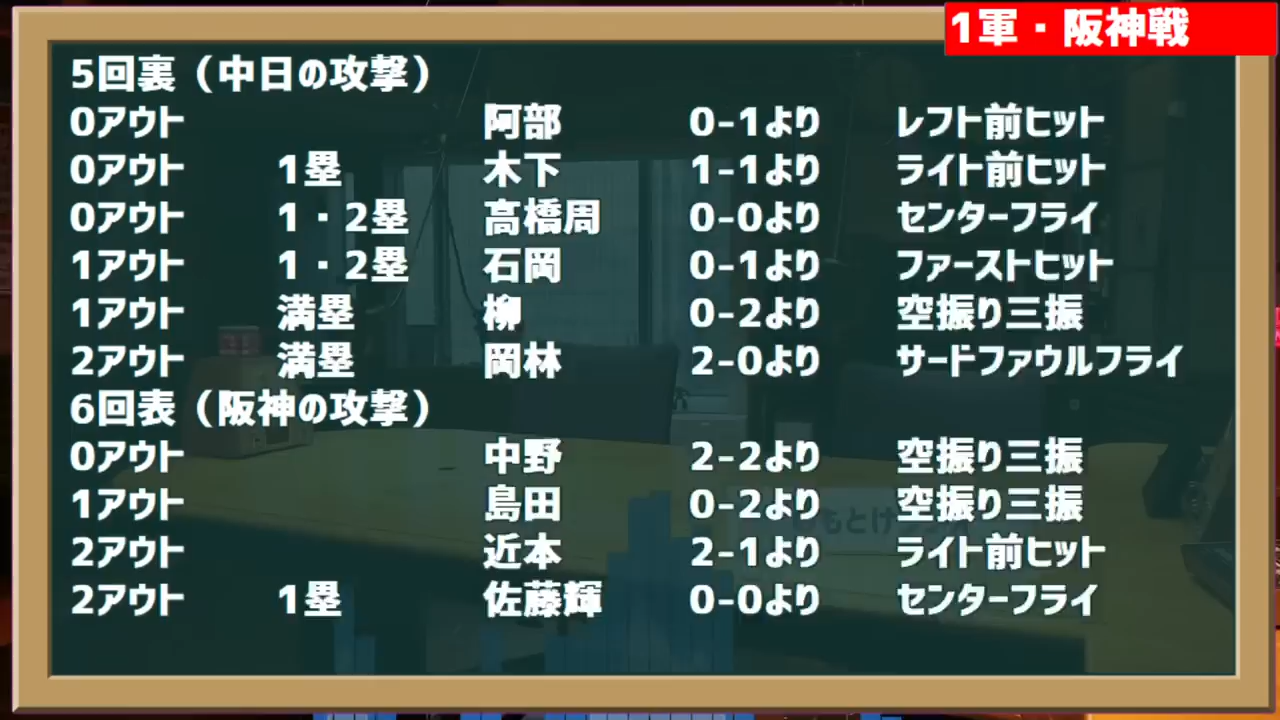 1軍・阪神戦
5回裏（中日の攻撃）
0アウト 阿部 0-1より レフト前ヒット
0アウト 1塁 木下 1-1より ライト前ヒット
0アウト 1・2塁 高橋周 0-0より センターフライ
1アウト 1・2塁 石岡 0-1より ファーストヒット
1アウト 満塁 柳 0-2より 空振り三振
2アウト 満塁 岡林 2-0より サードファウルフライ
6回表（阪神の攻撃）
0アウト 中野 2-2より 空振り三振
1アウト 島田 0-2より 空振り三振
2アウト 近本 2-1より ライト前ヒット
2アウト 1塁 佐藤輝 0-0より センターフライ